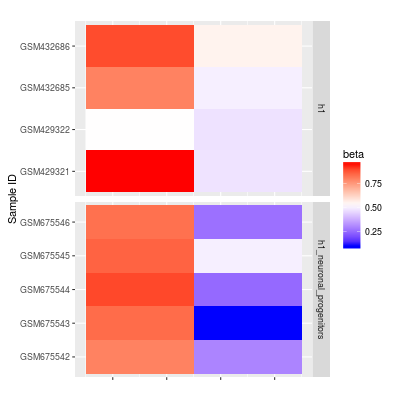 GSM432686
GSM432685
GSM429322
GSM429321
h1
GSM675546
GSM675545
GSM675544
GSM675543
GSM675542
h1_neuronal_progenitors
Sample ID
beta
0.75
0.50
0.25